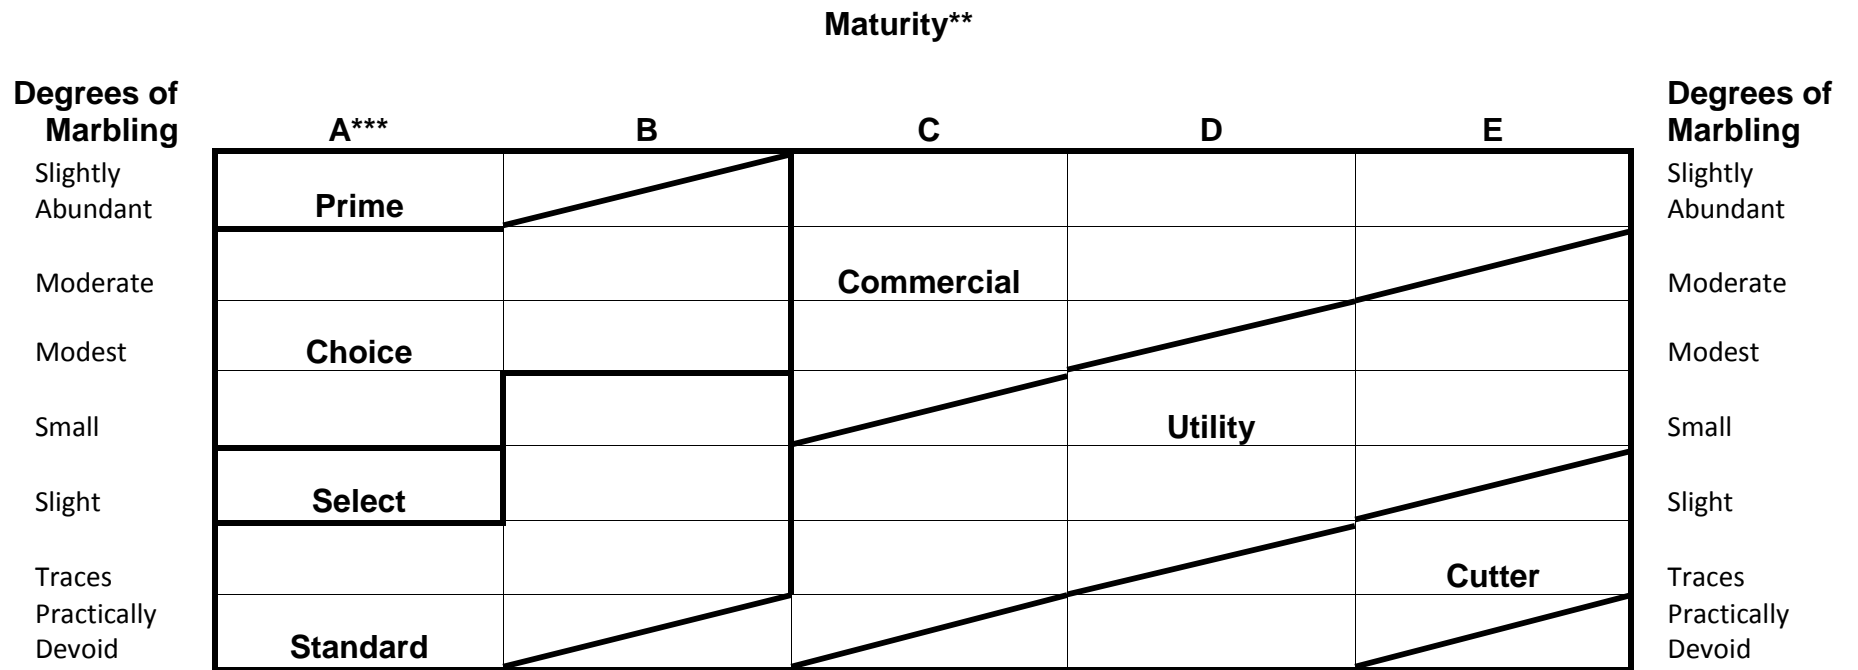 Maturity**
Degrees of Marbling A*** B C D E Degrees of Marbling
Slightly Slightly
Abundant Prime Abundant
Moderate Commercial Moderate
Modest Choice Modest
Small Utility Small
Slight Select Slight
Traces Cutter Traces
Practically Practically
Devoid Standard Devoid